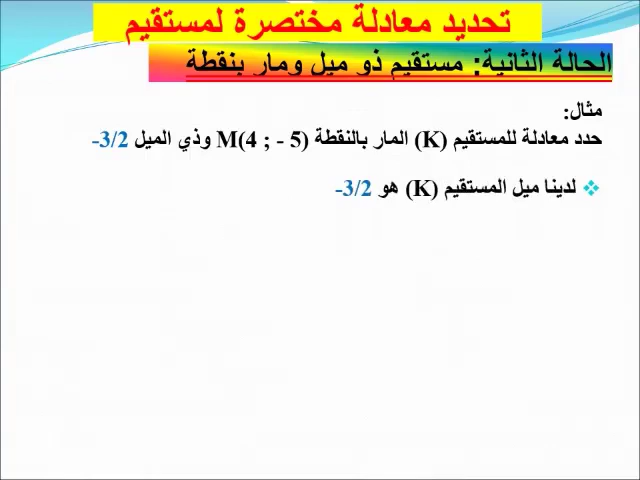 تحديد معادلة مختصرة لمستقيم
الحالة الثانية: مستقيم ذو ميل ومار بنقطة
مثال:
حدد معادلة للمستقيم (K) المار بالنقطة M(4 ; - 5) وذي الميل -3/2
❖ لدينا ميل المستقيم (K) هو -3/2